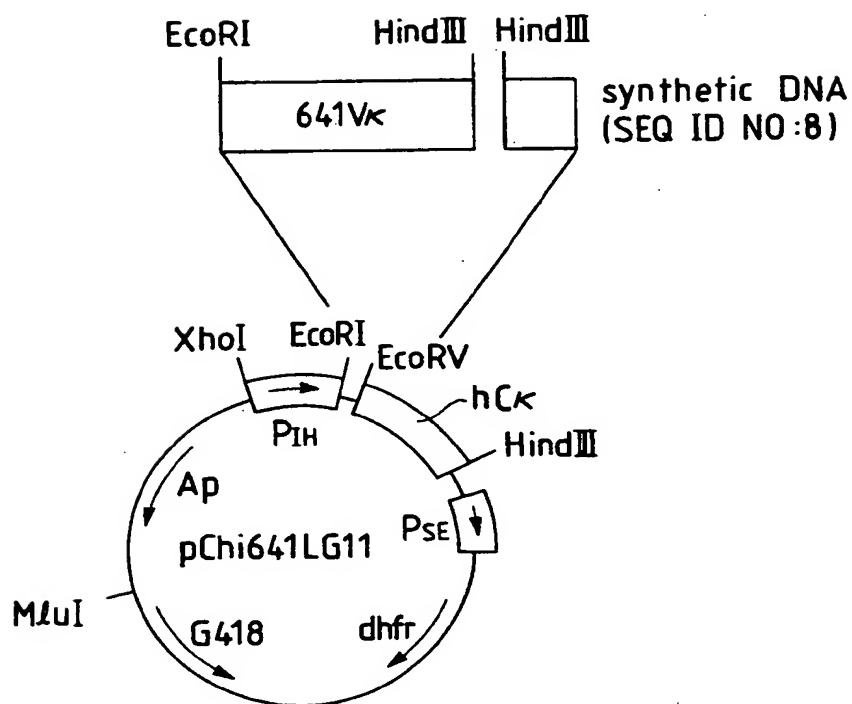 EcoRI HindⅢ HindⅢ
641Vκ
synthetic DNA
(SEQ ID NO:8)
XhoI EcoRI
EcoRV
hCκ
PIH
HindⅢ
Ap
PSE
pChi641LG11
MluI
G418 dhfr